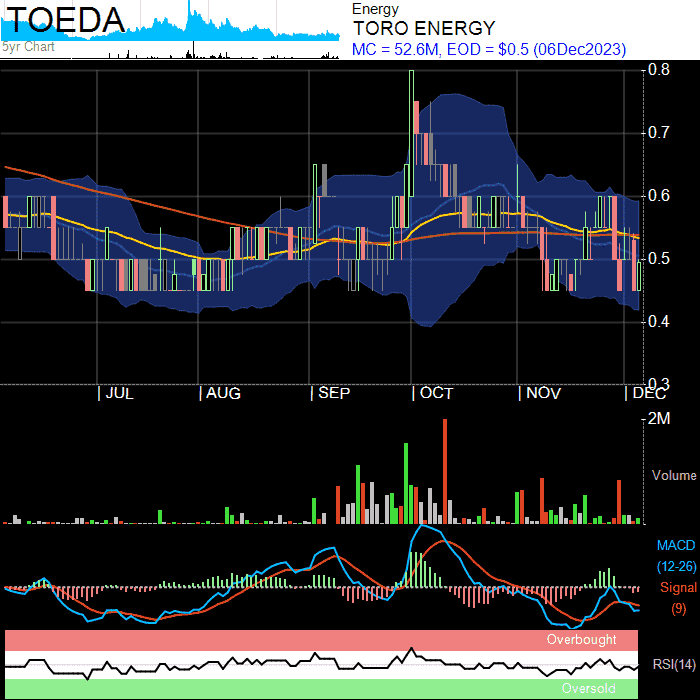 TOEDA
5yr Chart
Energy
TORO ENERGY
MC = 52.6M, EOD = $0.5 (06Dec2023)
0.8
0.7
0.6
0.5
0.4
0.3
JUL AUG SEP OCT NOV DEC
2M
Volume
MACD
(12-26)
Signal
(9)
Overbought
RSI(14)
Oversold